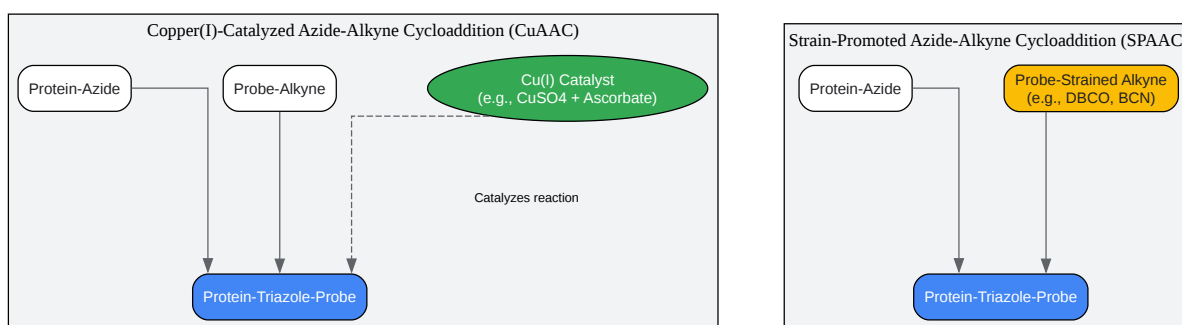 Copper(I)-Catalyzed Azide-Alkyne Cycloaddition (CuAAC)
Protein-Azide
Probe-Alkyne
Cu(I) Catalyst
(e.g., CuSO4 + Ascorbate)
Catalyzes reaction
Protein-Triazole-Probe
Strain-Promoted Azide-Alkyne Cycloaddition (SPAAC
Protein-Azide
Probe-Strained Alkyne
(e.g., DBCO, BCN)
Protein-Triazole-Probe